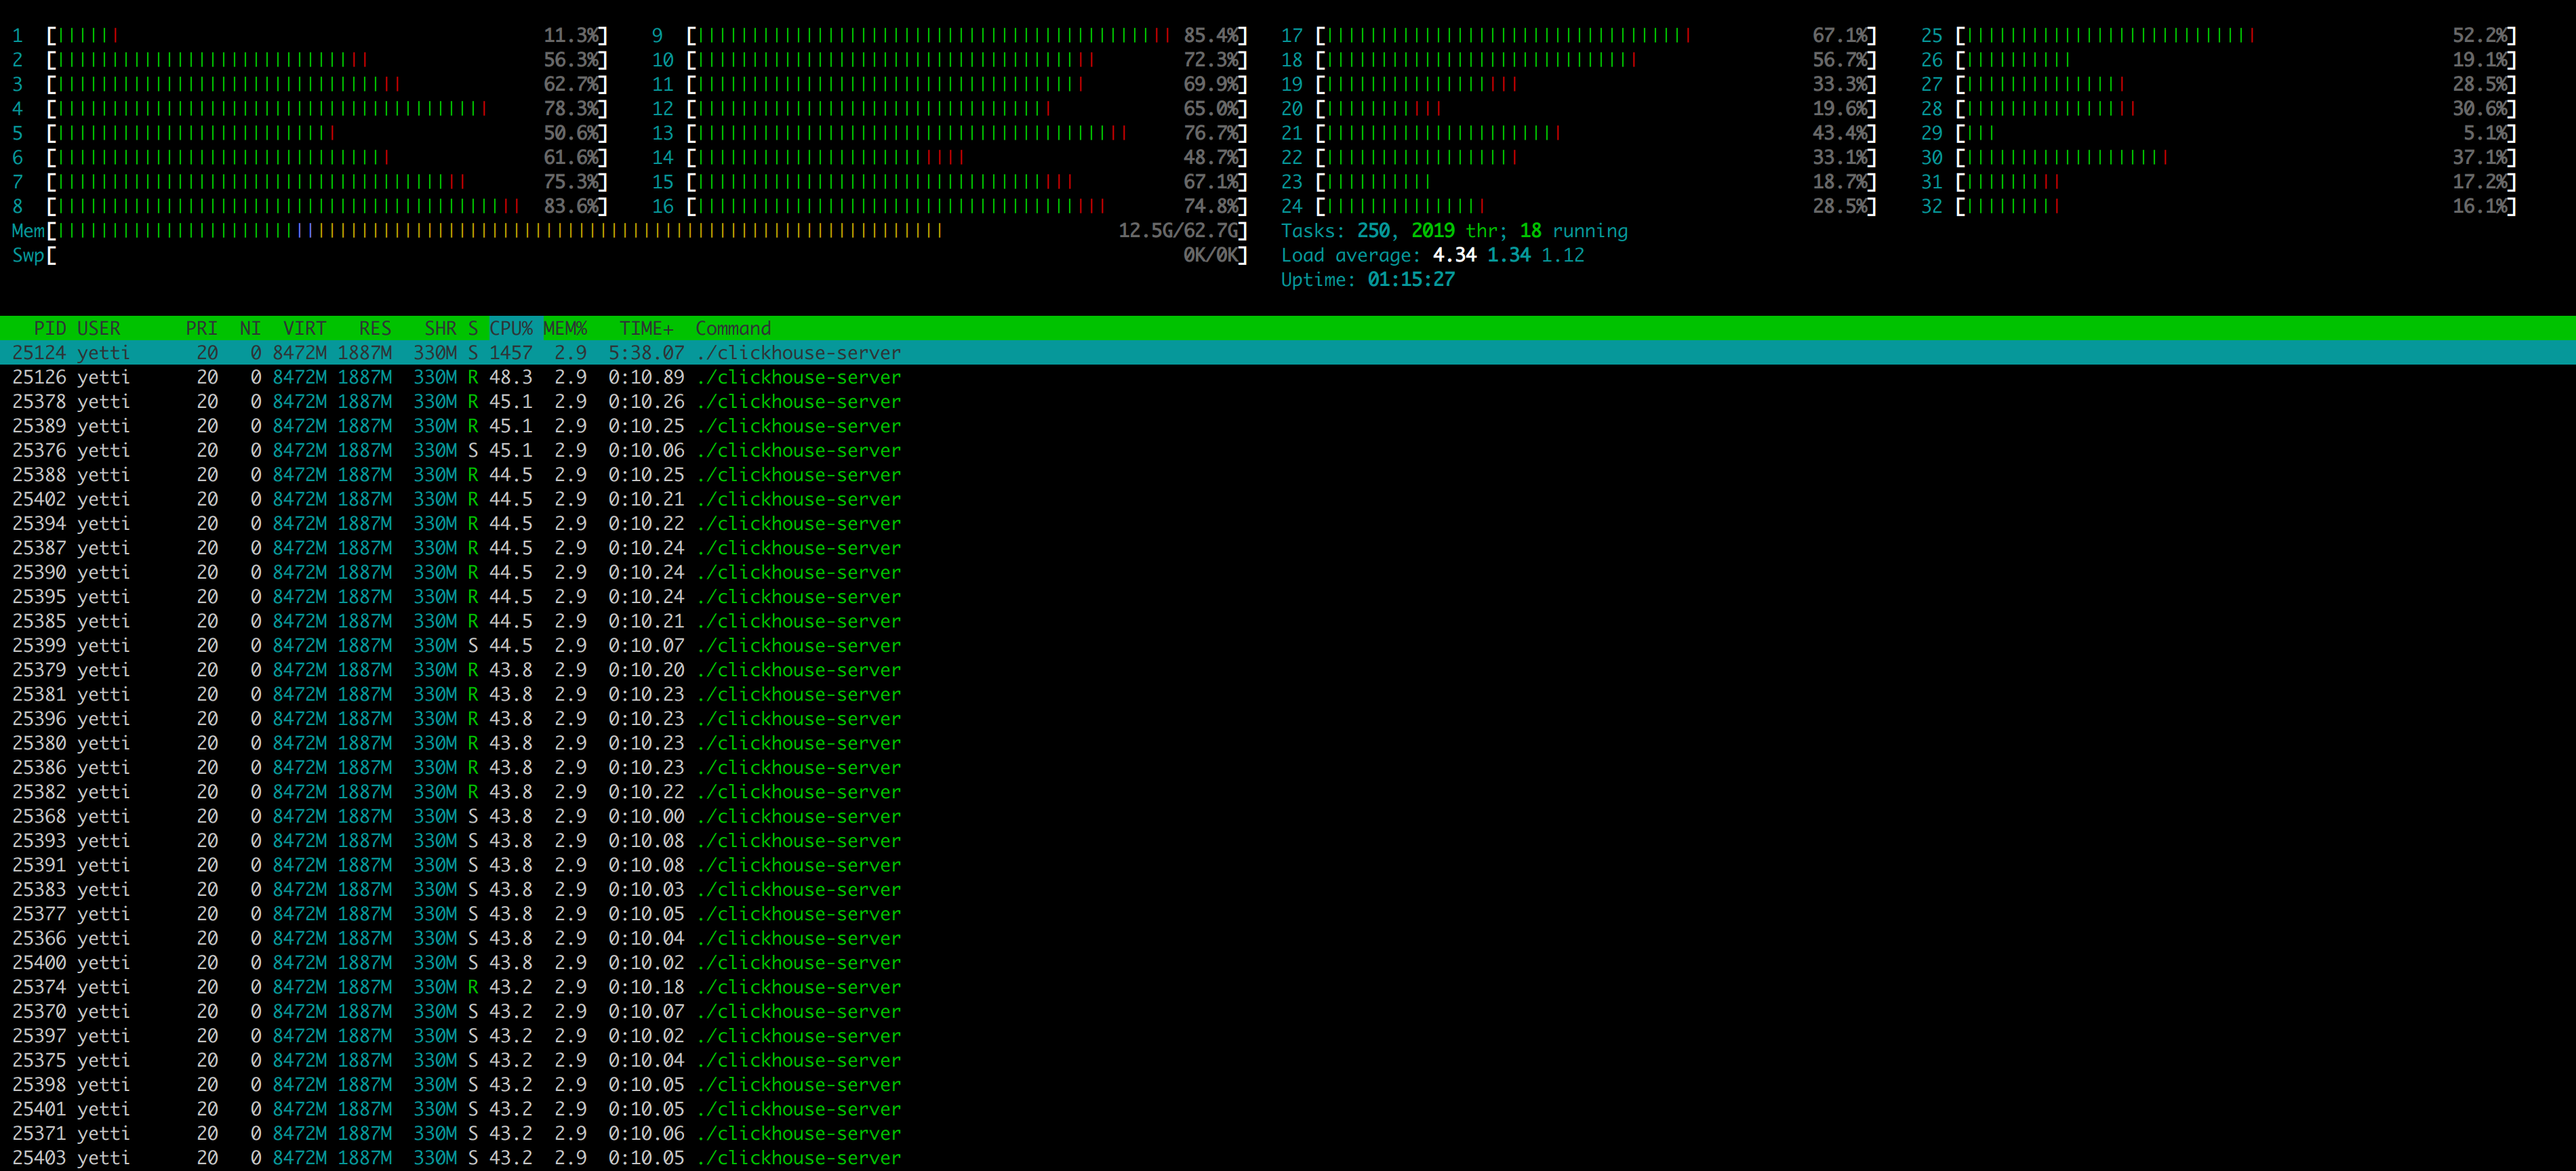 1 [|||||| 11.3%] 9 [|||||||||||||||||||||||||||||||||||||||||||| 85.4%] 17 [|||||||||||||||||||||||||||||||||| 67.1%] 25 [||||||||||||||||||||||||||| 52.2%]
2 [||||||||||||||||||||||||||||| 56.3%] 10 [||||||||||||||||||||||||||||||||||||| 72.3%] 18 [||||||||||||||||||||||||||||| 56.7%] 26 [|||||||||| 19.1%]
3 [|||||||||||||||||||||||||||||||| 62.7%] 11 [|||||||||||||||||||||||||||||||||||| 69.9%] 19 [|||||||||||||||||| 33.3%] 27 [||||||||||||||| 28.5%]
4 [|||||||||||||||||||||||||||||||||||||||| 78.3%] 12 [||||||||||||||||||||||||||||||||| 65.0%] 20 [||||||||||| 19.6%] 28 [|||||||||||||||| 30.6%]
5 [|||||||||||||||||||||||||| 50.6%] 13 [|||||||||||||||||||||||||||||||||||||||| 76.7%] 21 [|||||||||||||||||||||| 43.4%] 29 [||| 5.1%]
6 [||||||||||||||||||||||||||||||| 61.6%] 14 [||||||||||||||||||||||||| 48.7%] 22 [|||||||||||||||||| 33.1%] 30 [||||||||||||||||||| 37.1%]
7 [|||||||||||||||||||||||||||||||||||||| 75.3%] 15 [||||||||||||||||||||||||||||||||||| 67.1%] 23 [|||||||||| 18.7%] 31 [||||||||| 17.2%]
8 [||||||||||||||||||||||||||||||||||||||||||| 83.6%] 16 [|||||||||||||||||||||||||||||||||||||| 74.8%] 24 [||||||||||||||| 28.5%] 32 [||||||||| 16.1%]
Mem[|||||||||||||||||||||||||||||||||||||||||||||||||||||||||||||||||||||||||||||||||| 12.5G/62.7G] Tasks: 250, 2019 thr; 18 running
Swp[ 0K/0K] Load average: 4.34 1.34 1.12
Uptime: 01:15:27
PID USER PRI NI VIRT RES SHR S CPU% MEM% TIME+ Command
25124 yetti 20 0 8472M 1887M 330M S 1457 2.9 5:38.07 ./clickhouse-server
25126 yetti 20 0 8472M 1887M 330M R 48.3 2.9 0:10.89 ./clickhouse-server
25378 yetti 20 0 8472M 1887M 330M R 45.1 2.9 0:10.26 ./clickhouse-server
25389 yetti 20 0 8472M 1887M 330M R 45.1 2.9 0:10.25 ./clickhouse-server
25376 yetti 20 0 8472M 1887M 330M S 45.1 2.9 0:10.06 ./clickhouse-server
25388 yetti 20 0 8472M 1887M 330M R 44.5 2.9 0:10.25 ./clickhouse-server
25402 yetti 20 0 8472M 1887M 330M R 44.5 2.9 0:10.21 ./clickhouse-server
25394 yetti 20 0 8472M 1887M 330M R 44.5 2.9 0:10.22 ./clickhouse-server
25387 yetti 20 0 8472M 1887M 330M R 44.5 2.9 0:10.24 ./clickhouse-server
25390 yetti 20 0 8472M 1887M 330M R 44.5 2.9 0:10.24 ./clickhouse-server
25395 yetti 20 0 8472M 1887M 330M R 44.5 2.9 0:10.24 ./clickhouse-server
25385 yetti 20 0 8472M 1887M 330M R 44.5 2.9 0:10.21 ./clickhouse-server
25399 yetti 20 0 8472M 1887M 330M S 44.5 2.9 0:10.07 ./clickhouse-server
25379 yetti 20 0 8472M 1887M 330M R 43.8 2.9 0:10.20 ./clickhouse-server
25381 yetti 20 0 8472M 1887M 330M R 43.8 2.9 0:10.23 ./clickhouse-server
25396 yetti 20 0 8472M 1887M 330M R 43.8 2.9 0:10.23 ./clickhouse-server
25380 yetti 20 0 8472M 1887M 330M R 43.8 2.9 0:10.23 ./clickhouse-server
25386 yetti 20 0 8472M 1887M 330M R 43.8 2.9 0:10.23 ./clickhouse-server
25382 yetti 20 0 8472M 1887M 330M R 43.8 2.9 0:10.22 ./clickhouse-server
25368 yetti 20 0 8472M 1887M 330M S 43.8 2.9 0:10.00 ./clickhouse-server
25393 yetti 20 0 8472M 1887M 330M S 43.8 2.9 0:10.08 ./clickhouse-server
25391 yetti 20 0 8472M 1887M 330M S 43.8 2.9 0:10.08 ./clickhouse-server
25383 yetti 20 0 8472M 1887M 330M S 43.8 2.9 0:10.03 ./clickhouse-server
25377 yetti 20 0 8472M 1887M 330M S 43.8 2.9 0:10.05 ./clickhouse-server
25366 yetti 20 0 8472M 1887M 330M S 43.8 2.9 0:10.04 ./clickhouse-server
25400 yetti 20 0 8472M 1887M 330M S 43.8 2.9 0:10.02 ./clickhouse-server
25374 yetti 20 0 8472M 1887M 330M R 43.2 2.9 0:10.18 ./clickhouse-server
25370 yetti 20 0 8472M 1887M 330M S 43.2 2.9 0:10.07 ./clickhouse-server
25397 yetti 20 0 8472M 1887M 330M S 43.2 2.9 0:10.02 ./clickhouse-server
25375 yetti 20 0 8472M 1887M 330M S 43.2 2.9 0:10.04 ./clickhouse-server
25398 yetti 20 0 8472M 1887M 330M S 43.2 2.9 0:10.05 ./clickhouse-server
25401 yetti 20 0 8472M 1887M 330M S 43.2 2.9 0:10.05 ./clickhouse-server
25371 yetti 20 0 8472M 1887M 330M S 43.2 2.9 0:10.06 ./clickhouse-server
25403 yetti 20 0 8472M 1887M 330M S 43.2 2.9 0:10.05 ./clickhouse-server